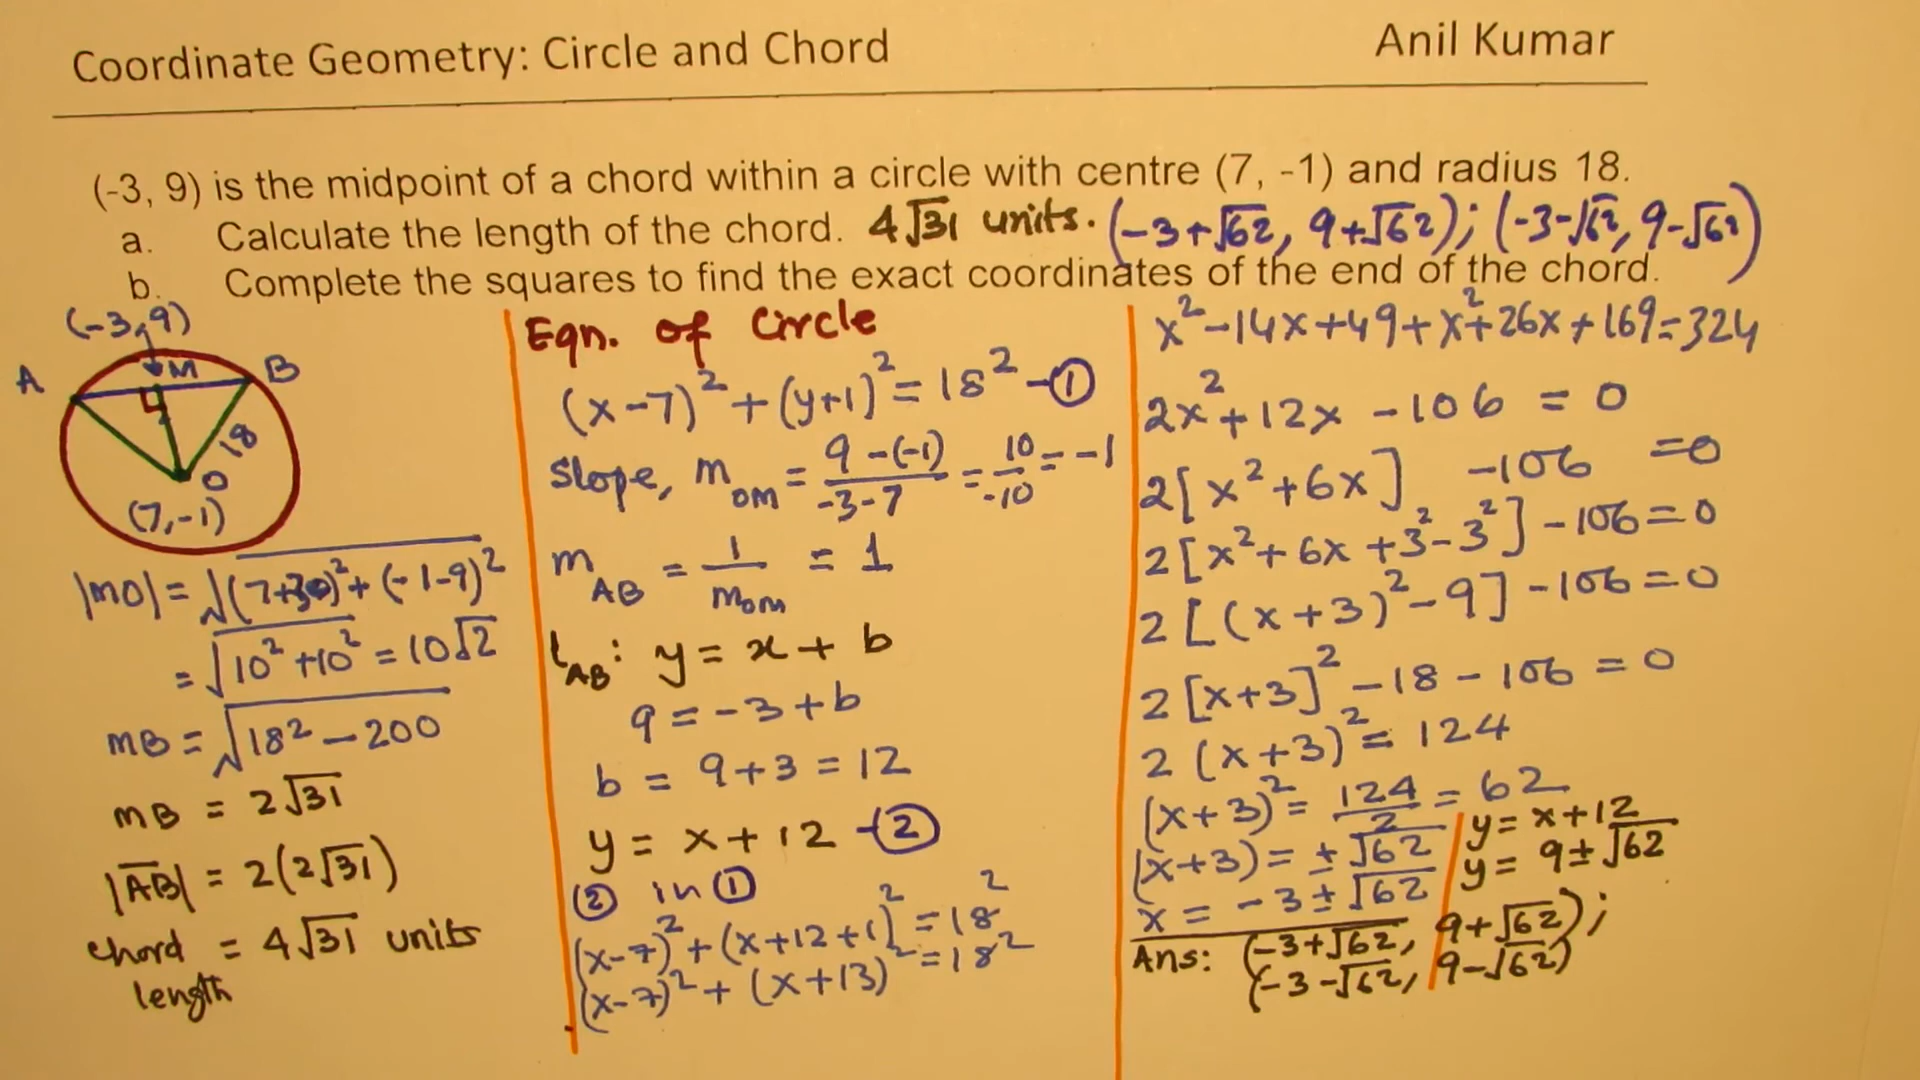 Coordinate Geometry: Circle and Chord
Anil Kumar
(-3, 9) is the midpoint of a chord within a circle with centre (7, -1) and radius 18.
a. Calculate the length of the chord. 4√31 units. (-3+√62, 9+√62); (-3-√62, 9-√62)
b. Complete the squares to find the exact coordinates of the end of the chord.
(-3, 9)
A
M
B
18
O
(7,-1)
|MO| = √(7+3)² + (-1-9)²
= √10² + 10² = 10√2
MB = √18² - 200
MB = 2√31
|AB| = 2(2√31)
chord = 4√31 units
length
Eqn. of Circle
(x-7)² + (y+1)² = 18² -①
Slope, m_OM = 9-(-1)/-3-7 = 10/-10 = -1
m_AB = 1/m_OM = 1
L_AB: y = x + b
9 = -3 + b
b = 9+3 = 12
y = x + 12 -②
② in ①
(x-7)² + (x+12+1)² = 18²
(x-7)² + (x+13)² = 18²
x²-14x+49+x²+26x+169=324
2x²+12x -106 = 0
2[x²+6x] -106 =0
2[x²+6x+3²-3²]-106=0
2[(x+3)²-9]-106=0
2[x+3]²-18-106=0
2(x+3)²= 124
(x+3)²= 124/2 = 62
(x+3)= ±√62
x = -3±√62
y= x+12
y= 9±√62
Ans: (-3+√62, 9+√62);
(-3-√62, 9-√62)